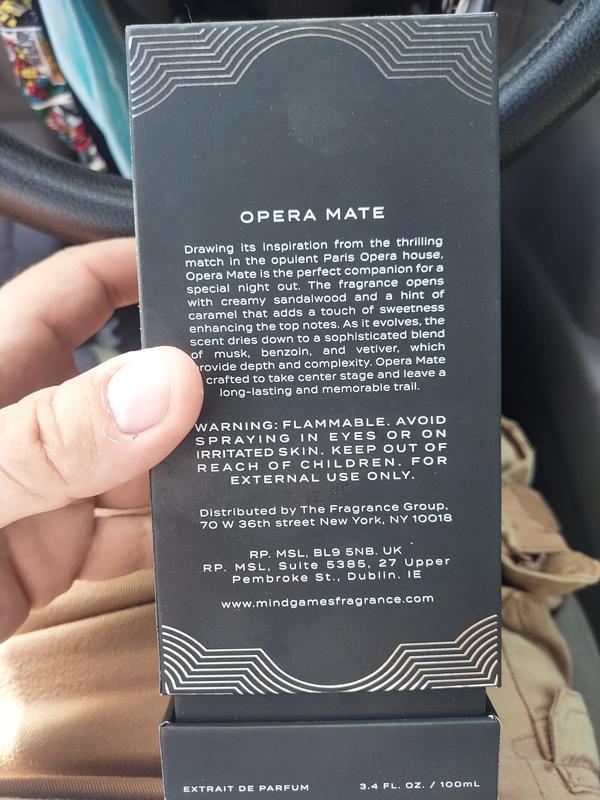 OPERA MATE
Drawing its inspiration from the thrilling
match in the opulent Paris Opera house,
Opera Mate is the perfect companion for a
special night out. The fragrance opens
with creamy sandalwood and a hint of
caramel that adds a touch of sweetness
enhancing the top notes. As it evolves, the
scent dries down to a sophisticated blend
of musk, benzoin, and vetiver, which
provide depth and complexity. Opera Mate
crafted to take center stage and leave a
long-lasting and memorable trail.
WARNING: FLAMMABLE. AVOID
SPRAYING IN EYES OR ON
IRRITATED SKIN. KEEP OUT OF
REACH OF CHILDREN. FOR
EXTERNAL USE ONLY.
Distributed by The Fragrance Group,
70 W 36th street New York, NY 10018
RP. MSL, BL9 5NB. UK
RP. MSL, Suite 5385, 27 Upper
Pembroke St., Dublin. IE
www.mindgamesfragrance.com
EXTRAIT DE PARFUM 3.4 FL. OZ. / 100mL